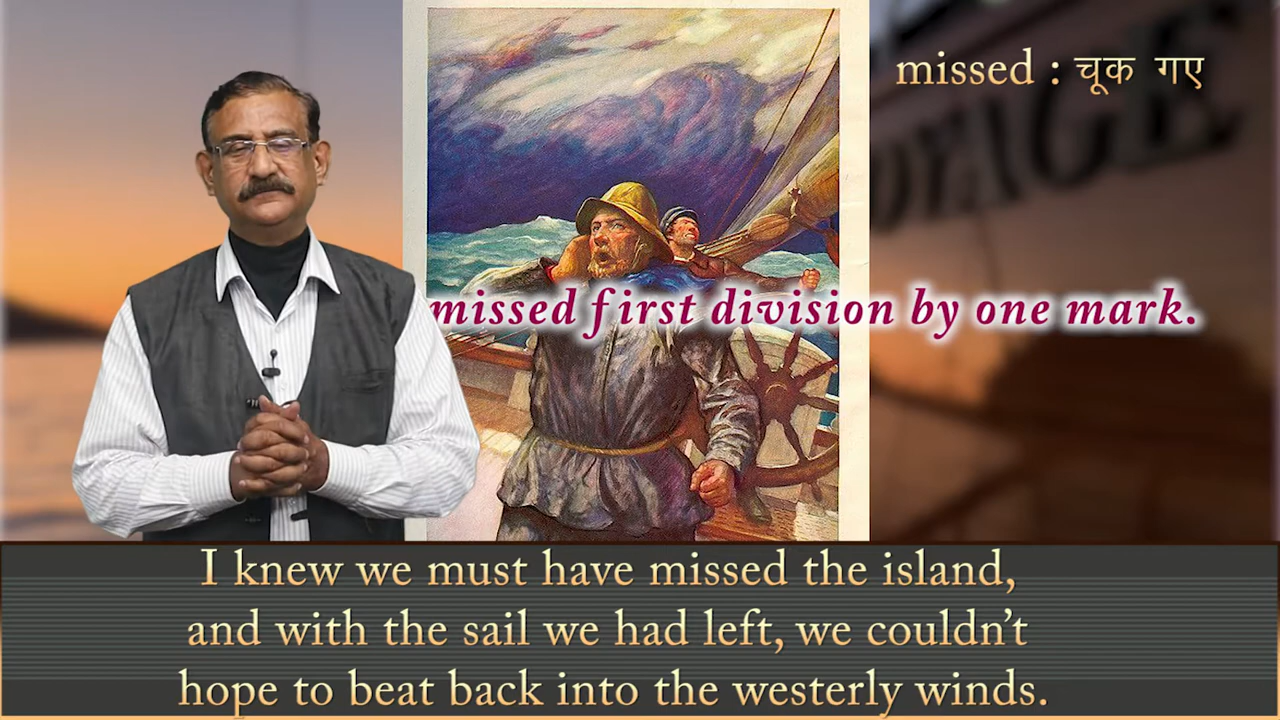 missed : चूक गए
missed first division by one mark.
I knew we must have missed the island,
and with the sail we had left, we couldn't
hope to beat back into the westerly winds.